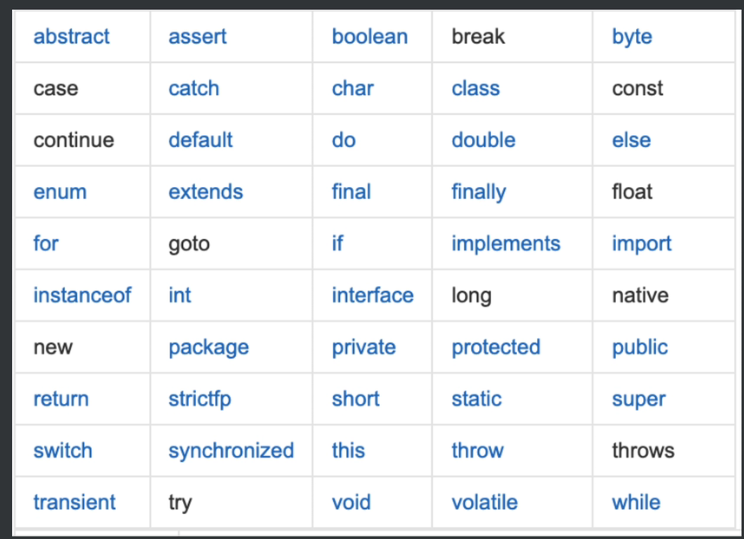 abstract assert boolean break byte
case catch char class const
continue default do double else
enum extends final finally float
for goto if implements import
instanceof int interface long native
new package private protected public
return strictfp short static super
switch synchronized this throw throws
transient try void volatile while